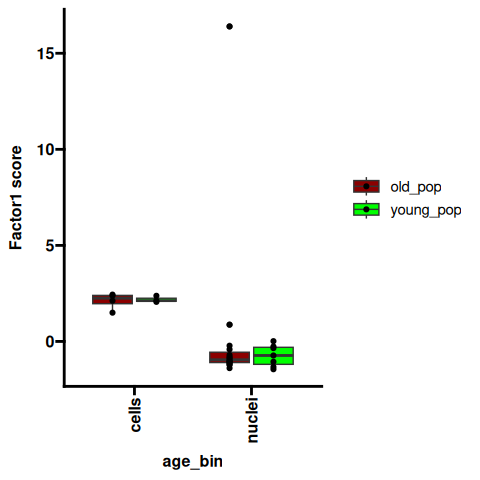 15
10
5
0
Factor1 score
cells
nuclei
age_bin
old_pop
young_pop